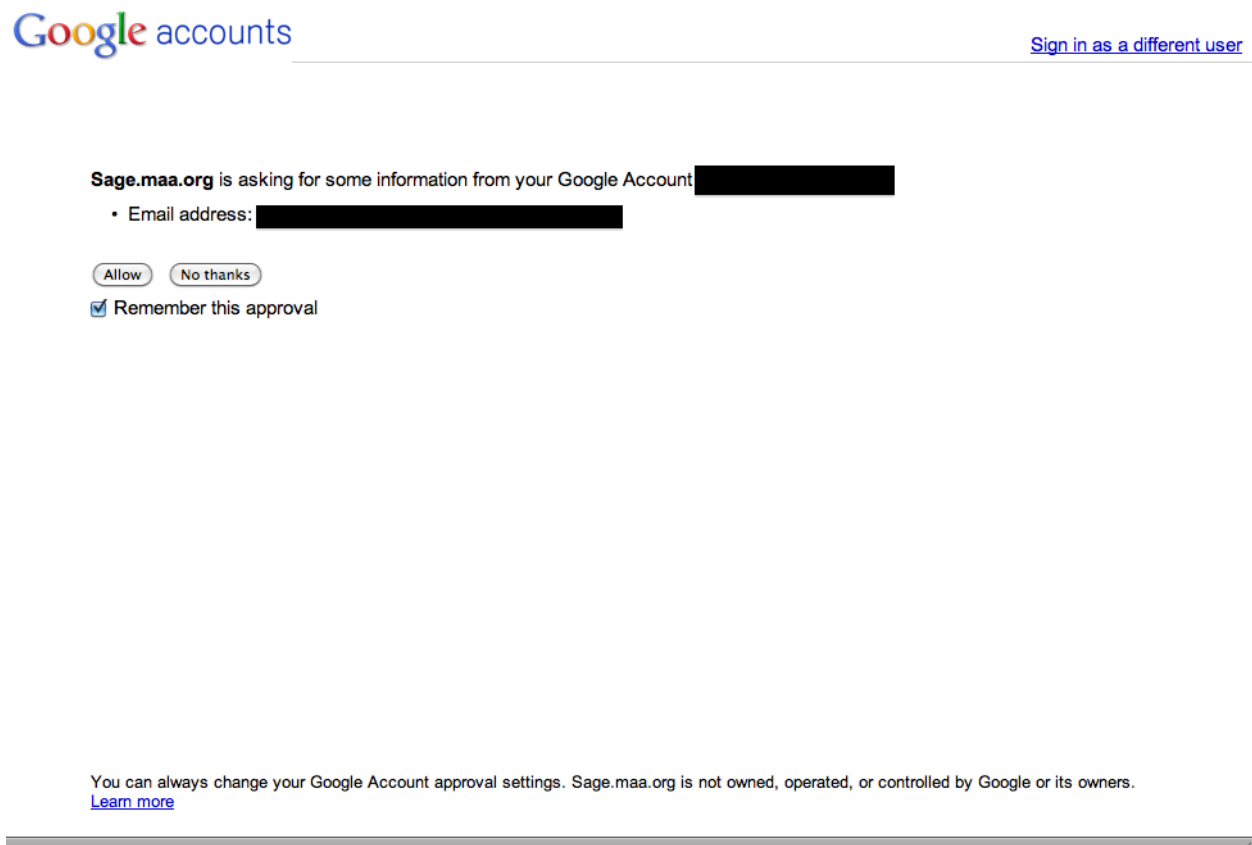 Google accounts
Sign in as a different user
Sage.maa.org is asking for some information from your Google Account
• Email address:
Allow No thanks
Remember this approval
You can always change your Google Account approval settings. Sage.maa.org is not owned, operated, or controlled by Google or its owners.
Learn more